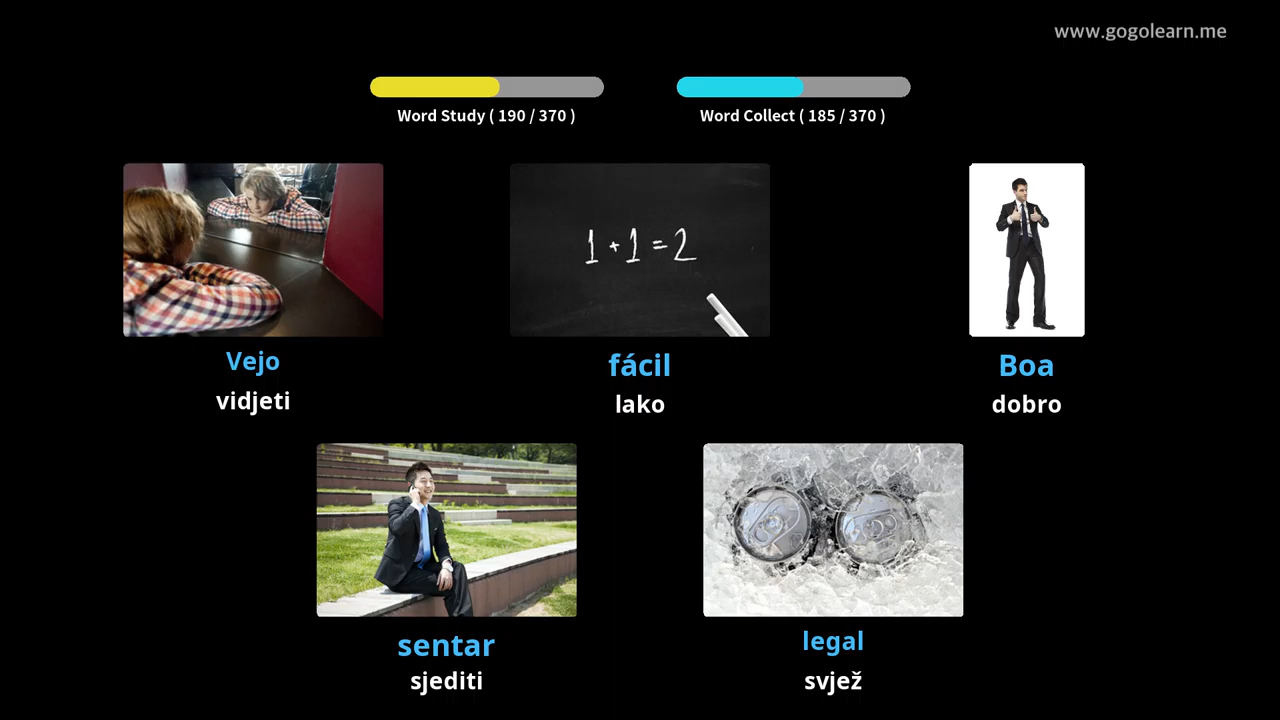 www.gogolearn.me
Word Study ( 190 / 370 )
Word Collect ( 185 / 370 )
1 + 1 = 2
Vejo
vidjeti
fácil
lako
Boa
dobro
sentar
sjediti
legal
svjež